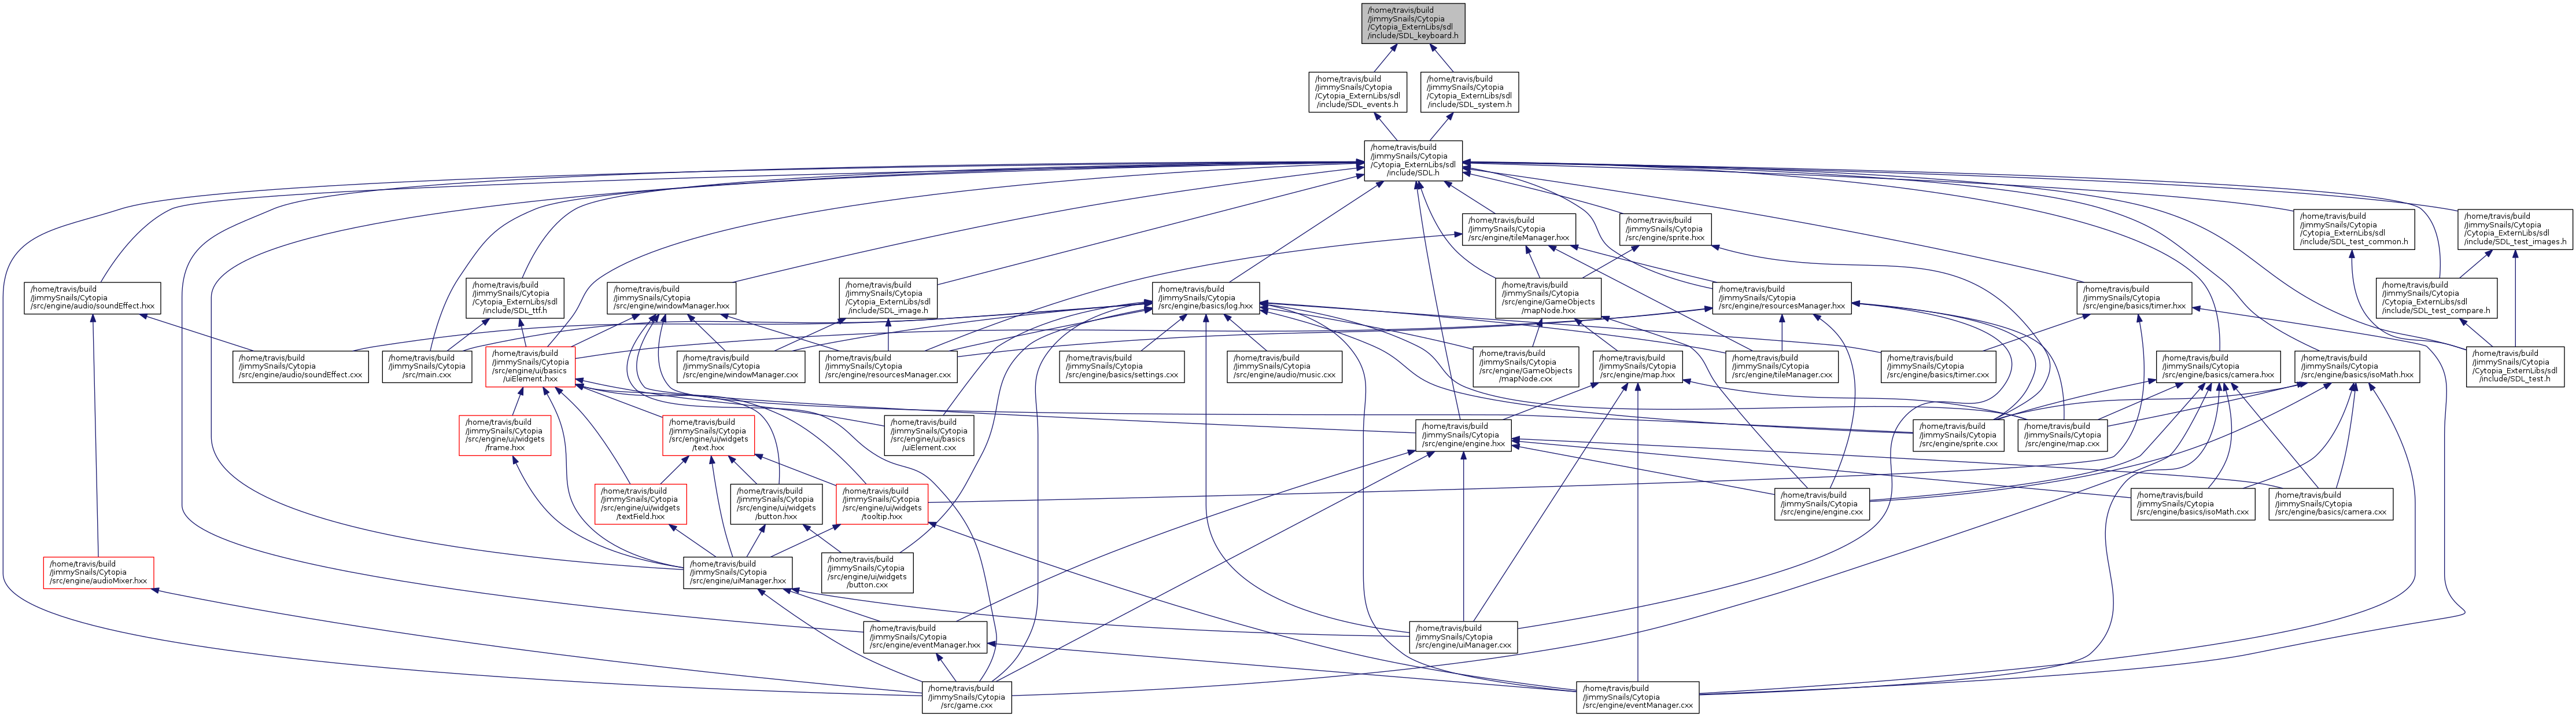 /home/travis/build
/JimmySnails/Cytopia
/Cytopia_ExternLibs/sdl
/include/SDL_keyboard.h
/home/travis/build
/JimmySnails/Cytopia
/Cytopia_ExternLibs/sdl
/include/SDL_events.h
/home/travis/build
/JimmySnails/Cytopia
/Cytopia_ExternLibs/sdl
/include/SDL_system.h
/home/travis/build
/JimmySnails/Cytopia
/Cytopia_ExternLibs/sdl
/include/SDL.h
/home/travis/build
/JimmySnails/Cytopia
/src/engine/tileManager.hxx
/home/travis/build
/JimmySnails/Cytopia
/src/engine/sprite.hxx
/home/travis/build
/JimmySnails/Cytopia
/Cytopia_ExternLibs/sdl
/include/SDL_test_common.h
/home/travis/build
/JimmySnails/Cytopia
/Cytopia_ExternLibs/sdl
/include/SDL_test_images.h
/home/travis/build
/JimmySnails/Cytopia
/src/engine/audio/soundEffect.hxx
/home/travis/build
/JimmySnails/Cytopia
/Cytopia_ExternLibs/sdl
/include/SDL_ttf.h
/home/travis/build
/JimmySnails/Cytopia
/src/engine/windowManager.hxx
/home/travis/build
/JimmySnails/Cytopia
/Cytopia_ExternLibs/sdl
/include/SDL_image.h
/home/travis/build
/JimmySnails/Cytopia
/src/engine/basics/log.hxx
/home/travis/build
/JimmySnails/Cytopia
/src/engine/GameObjects
/mapNode.hxx
/home/travis/build
/JimmySnails/Cytopia
/src/engine/resourcesManager.hxx
/home/travis/build
/JimmySnails/Cytopia
/src/engine/basics/timer.hxx
/home/travis/build
/JimmySnails/Cytopia
/Cytopia_ExternLibs/sdl
/include/SDL_test_compare.h
/home/travis/build
/JimmySnails/Cytopia
/src/engine/audio/soundEffect.cxx
/home/travis/build
/JimmySnails/Cytopia
/src/main.cxx
/home/travis/build
/JimmySnails/Cytopia
/src/engine/ui/basics
/uiElement.hxx
/home/travis/build
/JimmySnails/Cytopia
/src/engine/windowManager.cxx
/home/travis/build
/JimmySnails/Cytopia
/src/engine/resourcesManager.cxx
/home/travis/build
/JimmySnails/Cytopia
/src/engine/basics/settings.cxx
/home/travis/build
/JimmySnails/Cytopia
/src/engine/audio/music.cxx
/home/travis/build
/JimmySnails/Cytopia
/src/engine/GameObjects
/mapNode.cxx
/home/travis/build
/JimmySnails/Cytopia
/src/engine/map.hxx
/home/travis/build
/JimmySnails/Cytopia
/src/engine/tileManager.cxx
/home/travis/build
/JimmySnails/Cytopia
/src/engine/basics/timer.cxx
/home/travis/build
/JimmySnails/Cytopia
/src/engine/basics/camera.hxx
/home/travis/build
/JimmySnails/Cytopia
/src/engine/basics/isoMath.hxx
/home/travis/build
/JimmySnails/Cytopia
/Cytopia_ExternLibs/sdl
/include/SDL_test.h
/home/travis/build
/JimmySnails/Cytopia
/src/engine/ui/widgets
/frame.hxx
/home/travis/build
/JimmySnails/Cytopia
/src/engine/ui/widgets
/text.hxx
/home/travis/build
/JimmySnails/Cytopia
/src/engine/ui/basics
/uiElement.cxx
/home/travis/build
/JimmySnails/Cytopia
/src/engine/engine.hxx
/home/travis/build
/JimmySnails/Cytopia
/src/engine/sprite.cxx
/home/travis/build
/JimmySnails/Cytopia
/src/engine/map.cxx
/home/travis/build
/JimmySnails/Cytopia
/src/engine/ui/widgets
/textField.hxx
/home/travis/build
/JimmySnails/Cytopia
/src/engine/ui/widgets
/button.hxx
/home/travis/build
/JimmySnails/Cytopia
/src/engine/ui/widgets
/tooltip.hxx
/home/travis/build
/JimmySnails/Cytopia
/src/engine/engine.cxx
/home/travis/build
/JimmySnails/Cytopia
/src/engine/basics/isoMath.cxx
/home/travis/build
/JimmySnails/Cytopia
/src/engine/basics/camera.cxx
/home/travis/build
/JimmySnails/Cytopia
/src/engine/audioMixer.hxx
/home/travis/build
/JimmySnails/Cytopia
/src/engine/uiManager.hxx
/home/travis/build
/JimmySnails/Cytopia
/src/engine/ui/widgets
/button.cxx
/home/travis/build
/JimmySnails/Cytopia
/src/engine/eventManager.hxx
/home/travis/build
/JimmySnails/Cytopia
/src/engine/uiManager.cxx
/home/travis/build
/JimmySnails/Cytopia
/src/game.cxx
/home/travis/build
/JimmySnails/Cytopia
/src/engine/eventManager.cxx